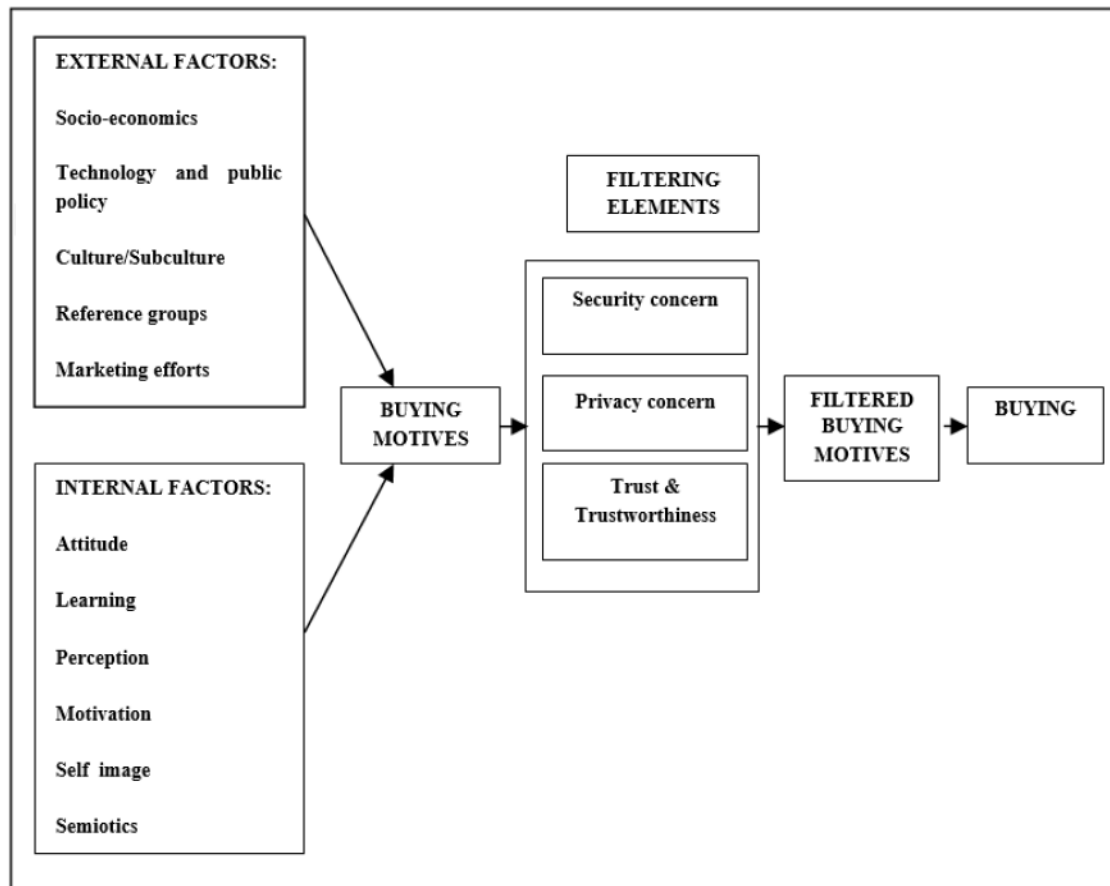 EXTERNAL FACTORS:
Socio-economics
Technology and public
policy
Culture/Subculture
Reference groups
Marketing efforts
INTERNAL FACTORS:
Attitude
Learning
Perception
Motivation
Self image
Semiotics
BUYING
MOTIVES
FILTERING
ELEMENTS
Security concern
Privacy concern
Trust &
Trustworthiness
FILTERED
BUYING
MOTIVES
BUYING